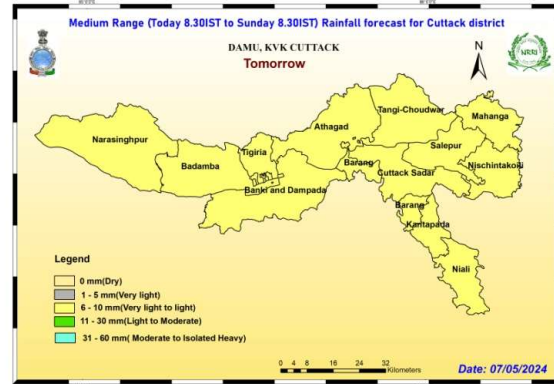 Medium Range (Today 8.30IST to Sunday 8.30IST) Rainfall forecast for Cuttack district
DAMU, KVK CUTTACK
Tomorrow
N
NRRI
Tangi-Choudwar
Mahanga
Athagad
Narasinghpur
Salepur
Tigiria
Nischintakoili
Badamba
Barang
Cuttack Sadar
Banki and Dampada
Barang
Kantapada
Niali
Legend
0 mm(Dry)
1 - 5 mm(Very light)
6 - 10 mm(Very light to light)
11 - 30 mm(Light to Moderate)
31 - 60 mm( Moderate to Isolated Heavy)
0 4 8 16 24 32
Kilometers
Date: 07/05/2024